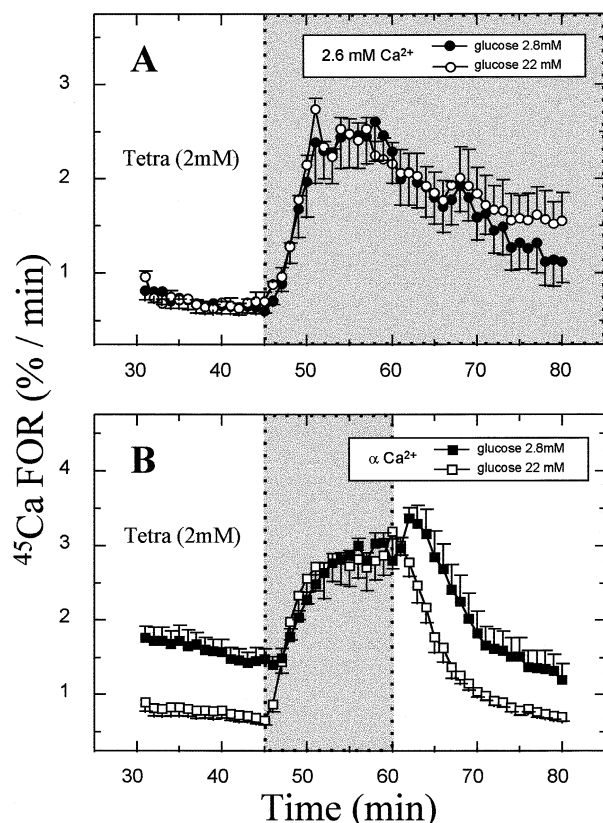 A
2.6 mM Ca²⁺
glucose 2.8mM
glucose 22 mM
Tetra (2mM)
3
2
1
30 40 50 60 70 80
B
α Ca²⁺
glucose 2.8mM
glucose 22 mM
Tetra (2mM)
4
3
2
1
30 40 50 60 70 80
⁴⁵Ca FOR (% / min)
Time (min)